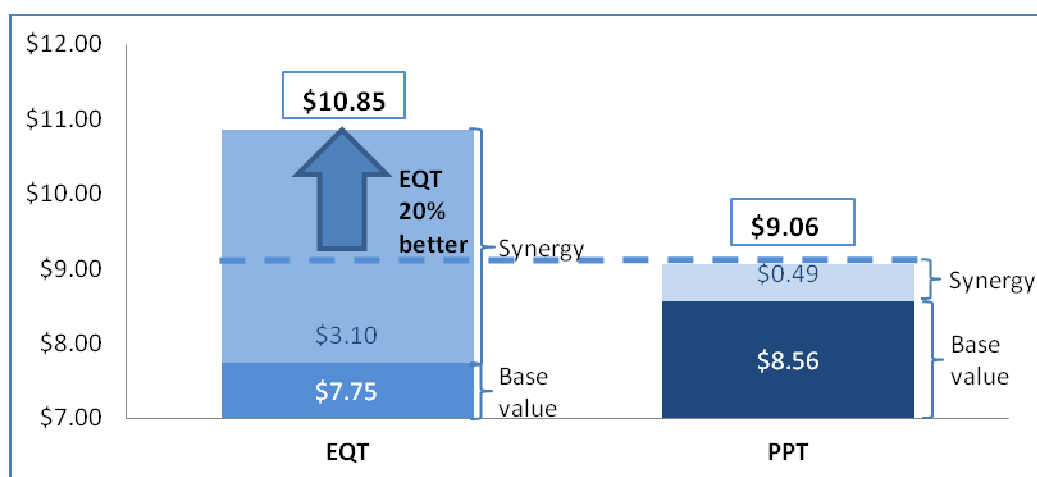 $12.00
$11.00
$10.00
$9.00
$8.00
$7.00
$10.85
EQT
20%
better
Synergy
$3.10
$7.75
Base
value
EQT
$9.06
$0.49
Synergy
$8.56
Base
value
PPT